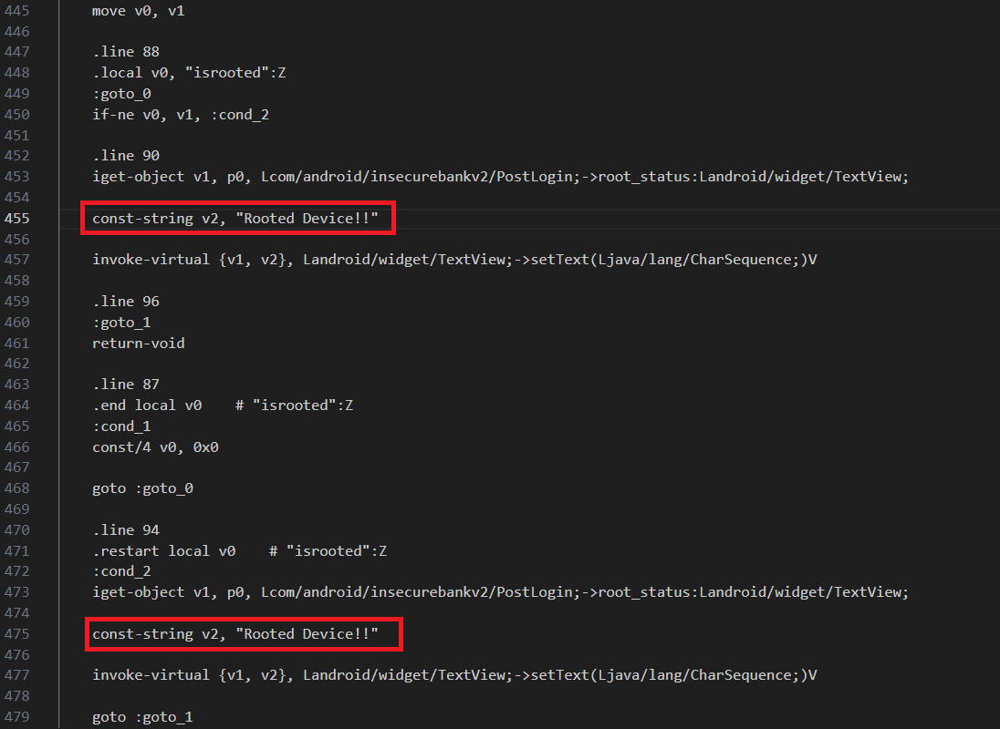 445 move v0, v1
446
447 .line 88
448 .local v0, "isrooted":Z
449 :goto_0
450 if-ne v0, v1, :cond_2
451
452 .line 90
453 iget-object v1, p0, Lcom/android/insecurebankv2/PostLogin;->root_status:Landroid/widget/TextView;
454
455 const-string v2, "Rooted Device!!"
456
457 invoke-virtual {v1, v2}, Landroid/widget/TextView;->setText(Ljava/lang/CharSequence;)V
458
459 .line 96
460 :goto_1
461 return-void
462
463 .line 87
464 .end local v0    # "isrooted":Z
465 :cond_1
466 const/4 v0, 0x0
467
468 goto :goto_0
469
470 .line 94
471 .restart local v0    # "isrooted":Z
472 :cond_2
473 iget-object v1, p0, Lcom/android/insecurebankv2/PostLogin;->root_status:Landroid/widget/TextView;
474
475 const-string v2, "Rooted Device!!"
476
477 invoke-virtual {v1, v2}, Landroid/widget/TextView;->setText(Ljava/lang/CharSequence;)V
478
479 goto :goto_1